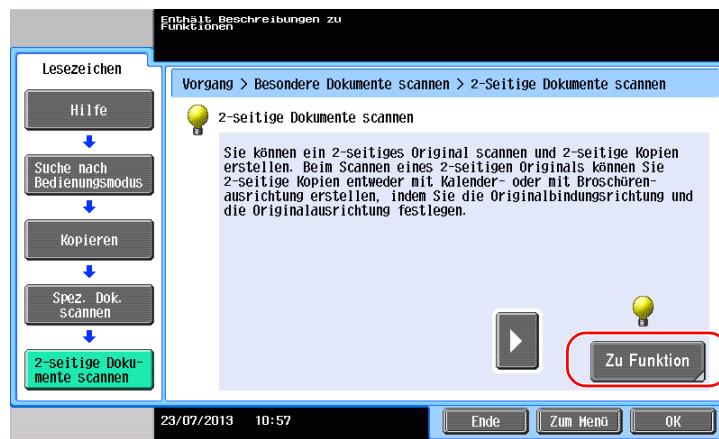 Enthält Beschreibungen zu
Funktionen
Lesezeichen
Hilfe
Suche nach
Bedienungsmodus
Kopieren
Spez. Dok.
scannen
2-seitige Doku-
mente scannen
Vorgang > Besondere Dokumente scannen > 2-Seitige Dokumente scannen
2-seitige Dokumente scannen
Sie können ein 2-seitiges Original scannen und 2-seitige Kopien
erstellen. Beim Scannen eines 2-seitigen Originals können Sie
2-seitige Kopien entweder mit Kalender- oder mit Broschüren-
ausrichtung erstellen, indem Sie die Originalbindungsrichtung und
die Originalausrichtung festlegen.
Zu Funktion
23/07/2013 10:57
Ende
Zum Menü
OK